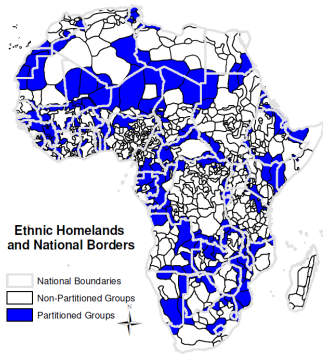 Ethnic Homelands
and National Borders
National Boundaries
Non-Partitioned Groups
Partitioned Groups